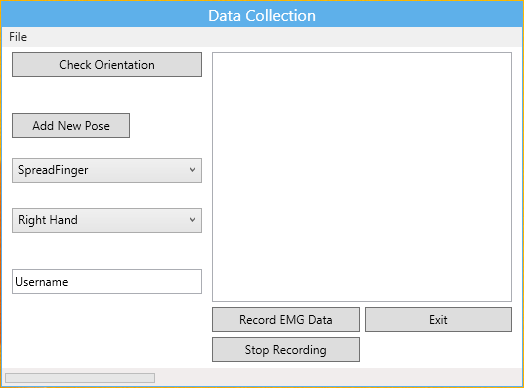 Data Collection
File
Check Orientation
Add New Pose
SpreadFinger
Right Hand
Username
Record EMG Data
Exit
Stop Recording